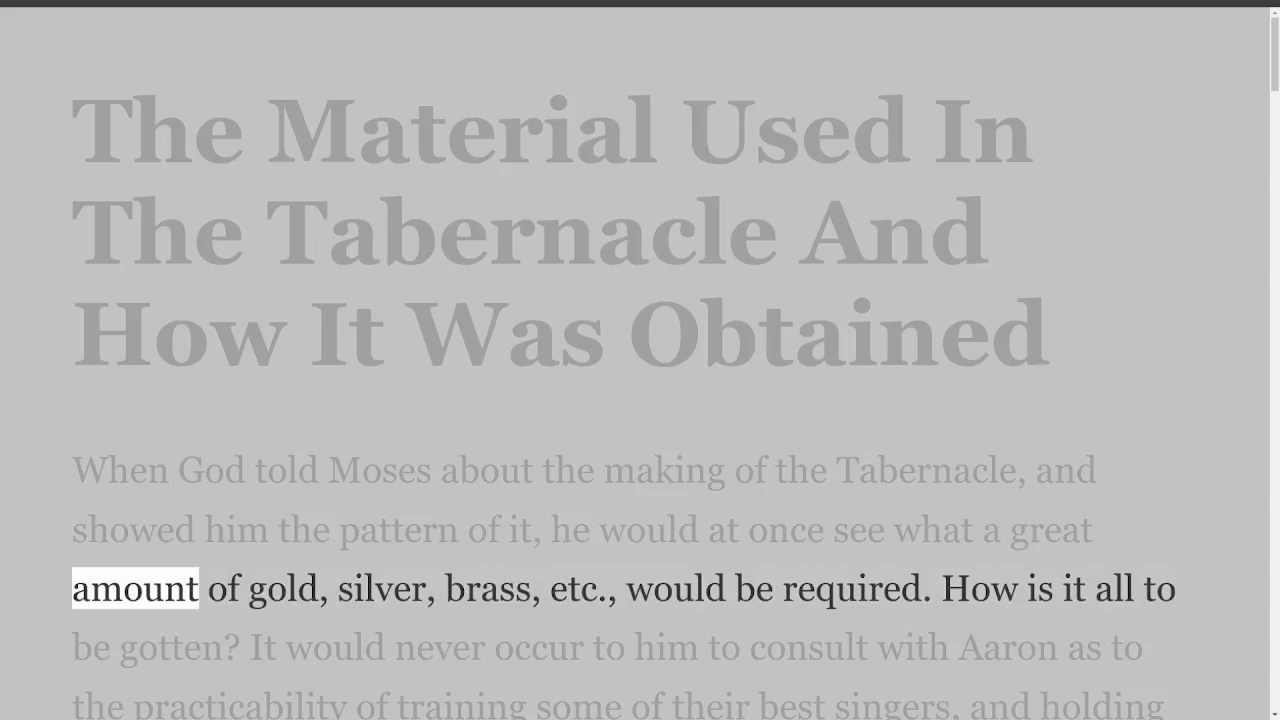 The Material Used In
The Tabernacle And
How It Was Obtained
When God told Moses about the making of the Tabernacle, and
showed him the pattern of it, he would at once see what a great
amount of gold, silver, brass, etc., would be required. How is it all to
be gotten? It would never occur to him to consult with Aaron as to
the practicability of training some of their best singers, and holding